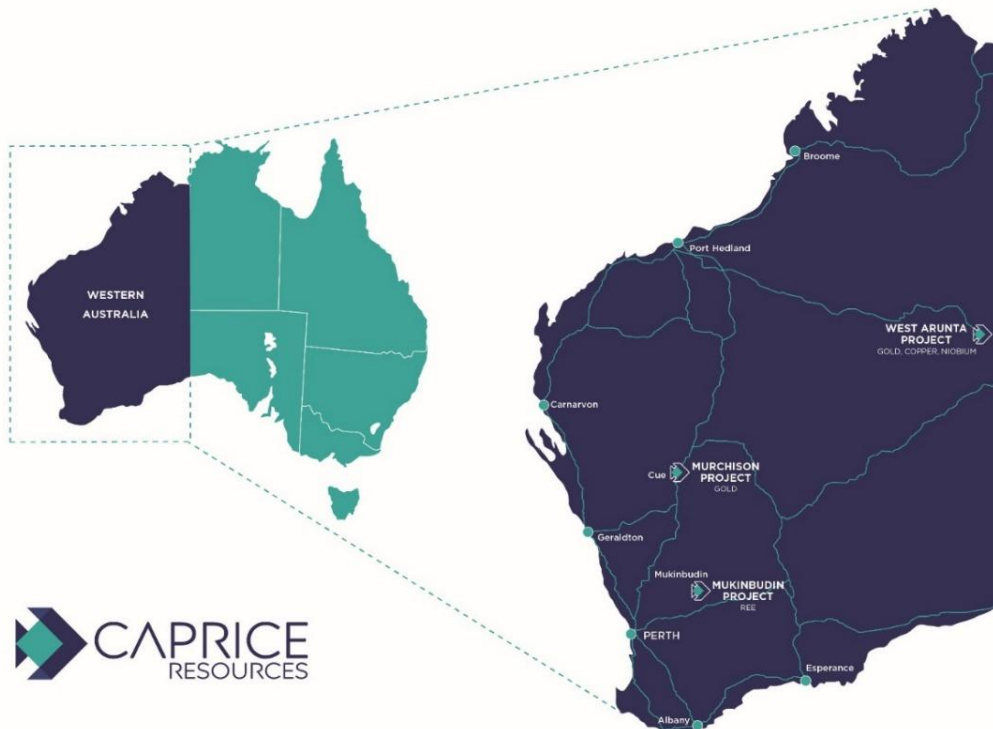 WESTERN
AUSTRALIA
Broome
Port Hedland
WEST ARUNTA
PROJECT
GOLD, COPPER, NIOBIUM
Carnarvon
Cue
MURCHISON
PROJECT
GOLD
Geraldton
Mukinbudin
MUKINBUDIN
PROJECT
REE
PERTH
Esperance
Albany
CAPRICE
RESOURCES